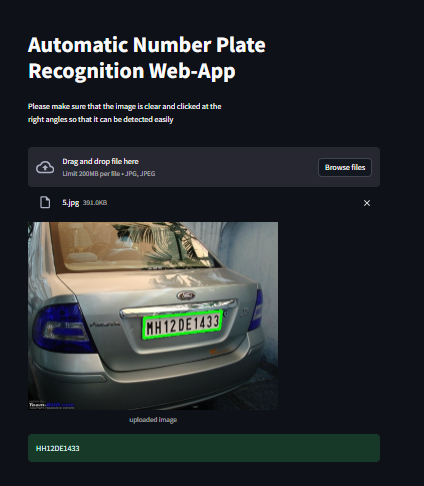 Automatic Number Plate
Recognition Web-App
Please make sure that the image is clear and clicked at the
right angles so that it can be detected easily
Drag and drop file here
Limit 200MB per file • JPG, JPEG
Browse files
5.jpg 391.0KB
Ford
MH12DE1433
uploaded image
HH12DE1433